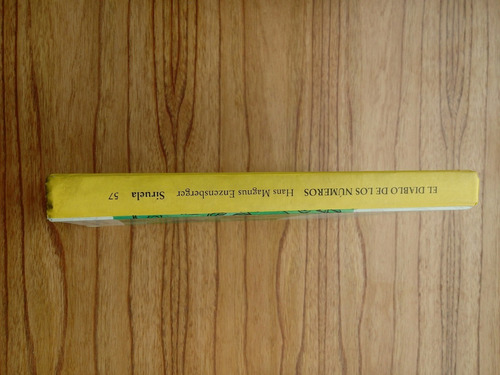 EL DIABLO DE LOS NÚMEROS Hans Magnus Enzensberger Siruela 57